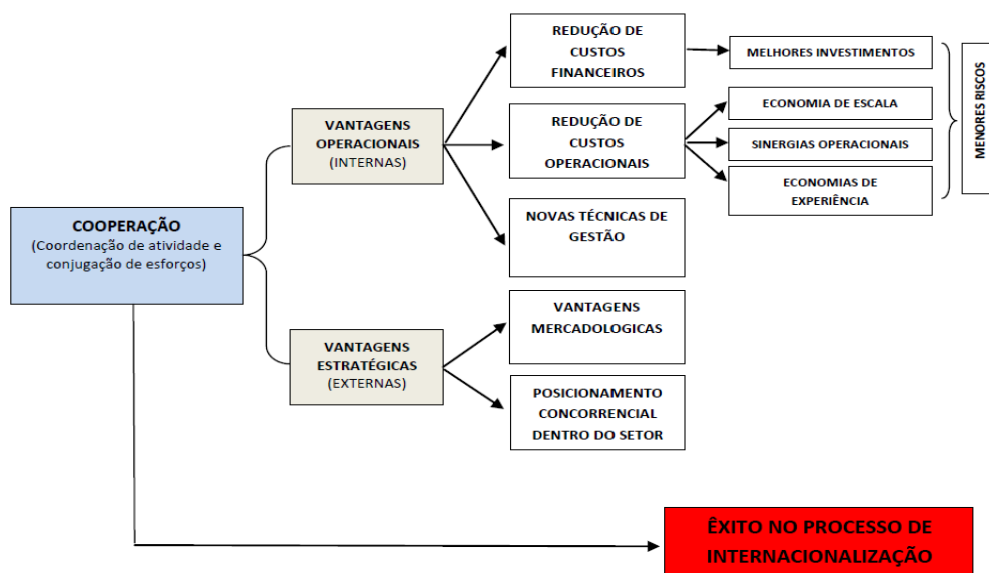 COOPERAÇÃO
(Coordenação de atividade e
conjugação de esforços)
VANTAGENS
OPERACIONAIS
(INTERNAS)
REDUÇÃO DE
CUSTOS
FINANCEIROS
MELHORES INVESTIMENTOS
REDUÇÃO DE
CUSTOS
OPERACIONAIS
ECONOMIA DE ESCALA
SINERGIAS OPERACIONAIS
ECONOMIAS DE
EXPERIÊNCIA
MENORES RISCOS
NOVAS TÉCNICAS DE
GESTÃO
VANTAGENS
ESTRATÉGICAS
(EXTERNAS)
VANTAGENS
MERCADOLOGICAS
POSICIONAMENTO
CONCORRENCIAL
DENTRO DO SETOR
ÊXITO NO PROCESSO DE
INTERNACIONALIZAÇÃO